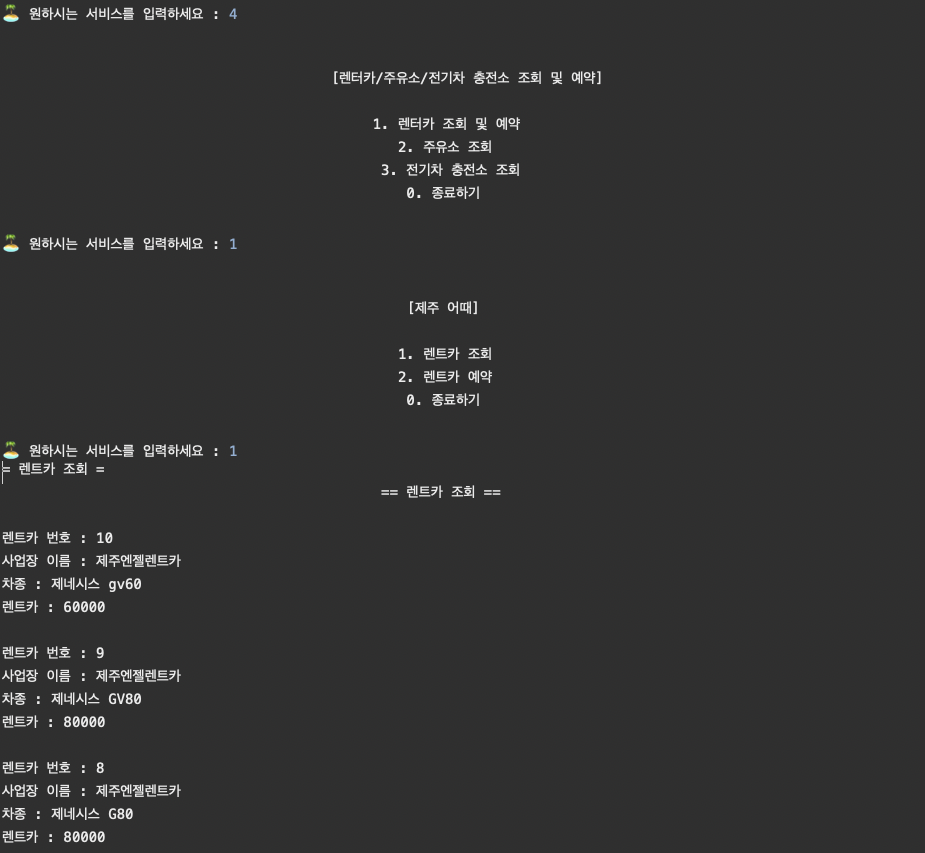 원하시는 서비스를 입력하세요 : 4
[렌터카/주유소/전기차 충전소 조회 및 예약]
1. 렌터카 조회 및 예약
2. 주유소 조회
3. 전기차 충전소 조회
0. 종료하기
원하시는 서비스를 입력하세요 : 1
[제주 어때]
1. 렌트카 조회
2. 렌트카 예약
0. 종료하기
원하시는 서비스를 입력하세요 : 1
= 렌트카 조회 =
== 렌트카 조회 ==
렌트카 번호 : 10
사업장 이름 : 제주엔젤렌트카
차종 : 제네시스 gv60
렌트카 : 60000
렌트카 번호 : 9
사업장 이름 : 제주엔젤렌트카
차종 : 제네시스 GV80
렌트카 : 80000
렌트카 번호 : 8
사업장 이름 : 제주엔젤렌트카
차종 : 제네시스 G80
렌트카 : 80000